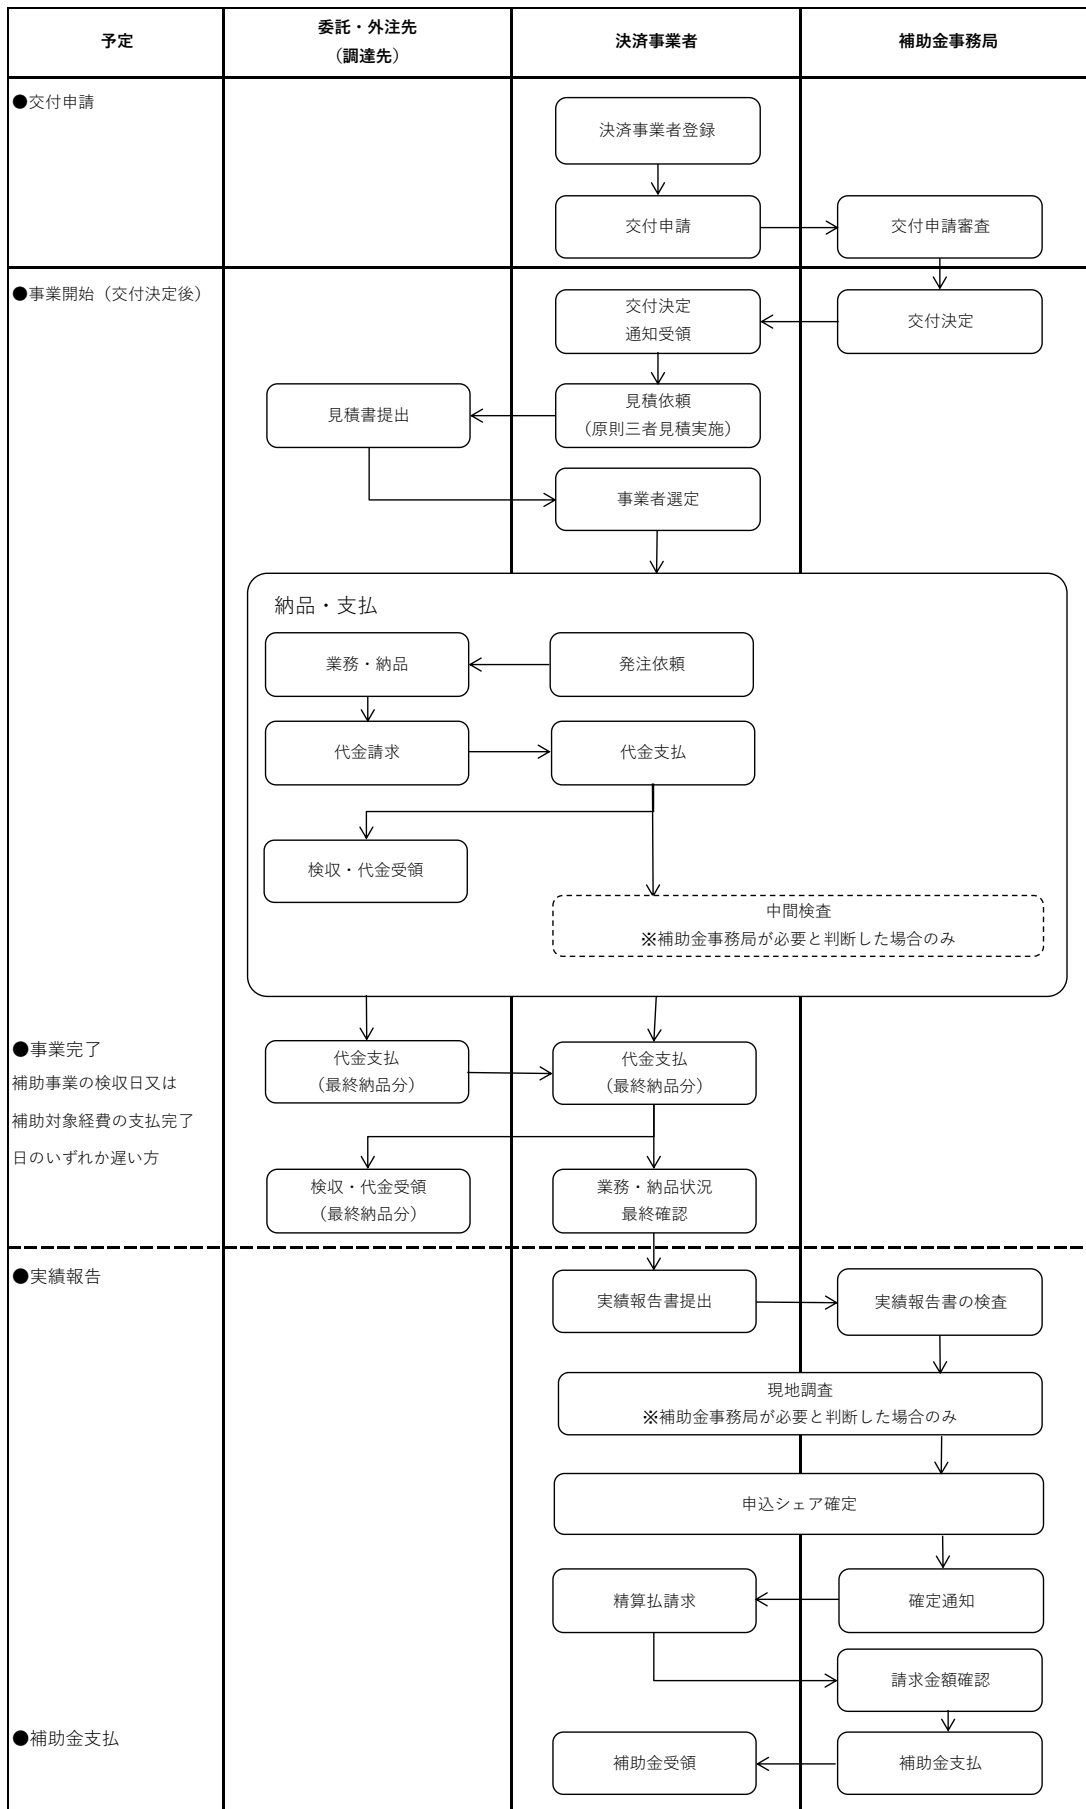 予定
委託・外注先
（調達先）
決済事業者
補助金事務局
●交付申請
決済事業者登録
交付申請
交付申請審査
●事業開始（交付決定後）
交付決定
通知受領
交付決定
見積書提出
見積依頼
（原則三者見積実施）
事業者選定
納品・支払
業務・納品
発注依頼
代金請求
代金支払
検収・代金受領
中間検査
※補助金事務局が必要と判断した場合のみ
●事業完了
補助事業の検収日又は
補助対象経費の支払完了
日のいずれか遅い方
代金支払
（最終納品分）
代金支払
（最終納品分）
検収・代金受領
（最終納品分）
業務・納品状況
最終確認
●実績報告
実績報告書提出
実績報告書の検査
現地調査
※補助金事務局が必要と判断した場合のみ
申込シェア確定
精算払請求
確定通知
請求金額確認
●補助金支払
補助金受領
補助金支払